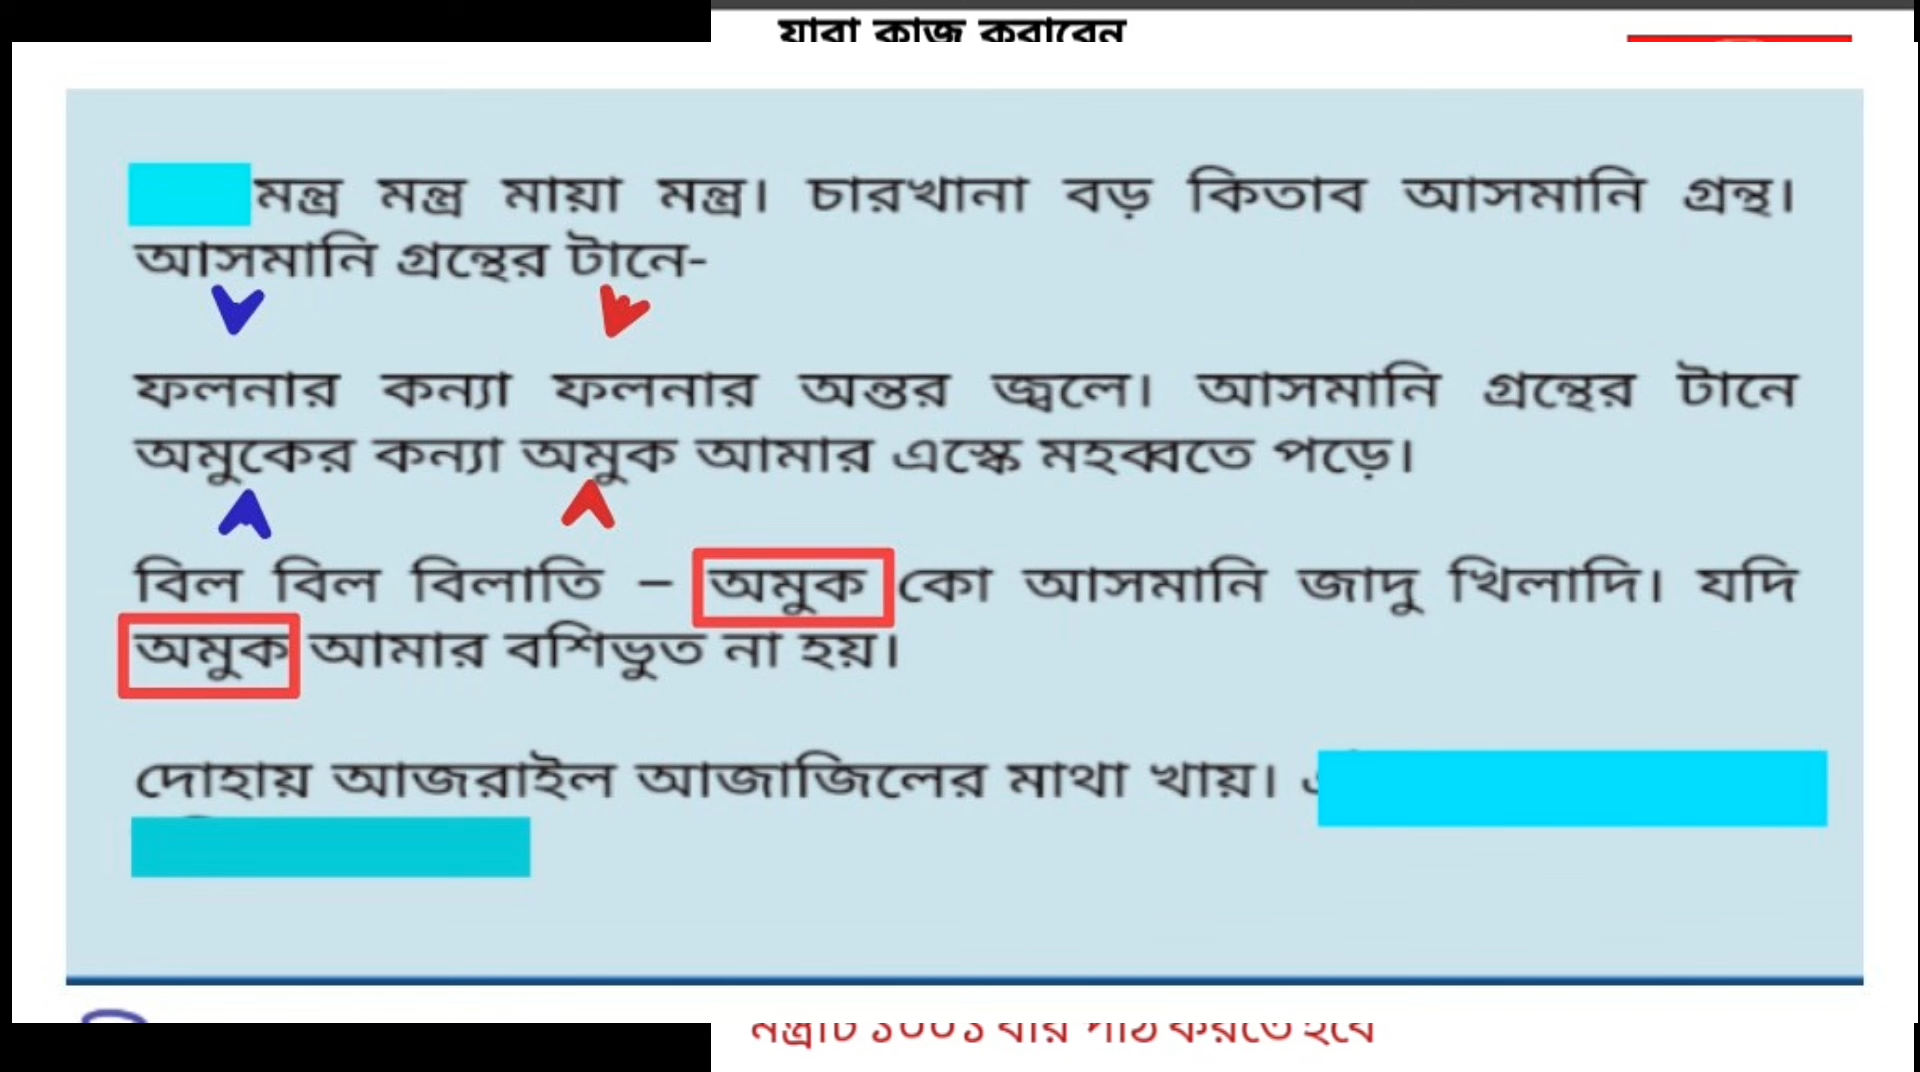 যারা কাজ করাবেন
মন্ত্র মন্ত্র মায়া মন্ত্র। চারখানা বড় কিতাব আসমানি গ্রন্থ।
আসমানি গ্রন্থের টানে-
ফলনার কন্যা ফলনার অন্তর জ্বলে। আসমানি গ্রন্থের টানে
অমুকের কন্যা অমুক আমার এস্কে মহব্বতে পড়ে।
বিল বিল বিলাতি – অমুক কো আসমানি জাদু খিলাদি। যদি
অমুক আমার বশিভুত না হয়।
দোহায় আজরাইল আজাজিলের মাথা খায়।
মন্ত্রটি ১০০১ বার পাঠ করতে হবে